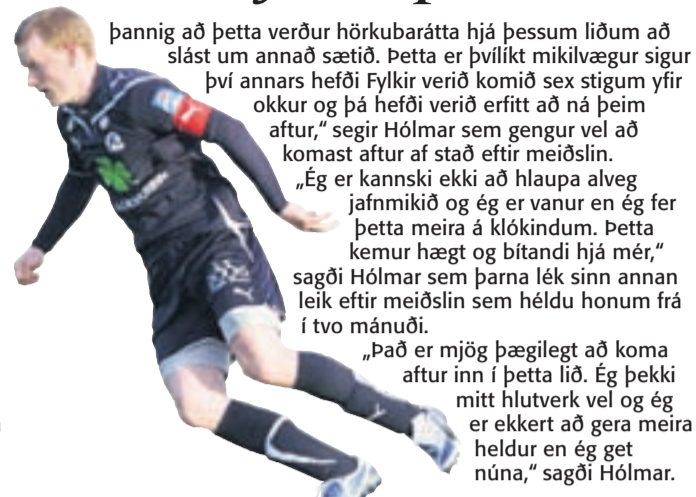 þannig að þetta verður hörkubarátta hjá þessum liðum að
slást um annað sætið. Þetta er þvílíkt mikilvægur sigur
því annars hefði Fylkir verið komið sex stigum yfir
okkur og þá hefði verið erfitt að ná þeim
aftur,“ segir Hólmar sem gengur vel að
komast aftur af stað eftir meiðslin.
„Ég er kannski ekki að hlaupa alveg
jafnmikið og ég er vanur en ég fer
þetta meira á klókindum. Þetta
kemur hægt og bítandi hjá mér,“
sagði Hólmar sem þarna lék sinn annan
leik eftir meiðslin sem héldu honum frá
í tvo mánuði.
„Það er mjög þægilegt að koma
aftur inn í þetta lið. Ég þekki
mitt hlutverk vel og ég
er ekkert að gera meira
heldur en ég get
núna,“ sagði Hólmar.